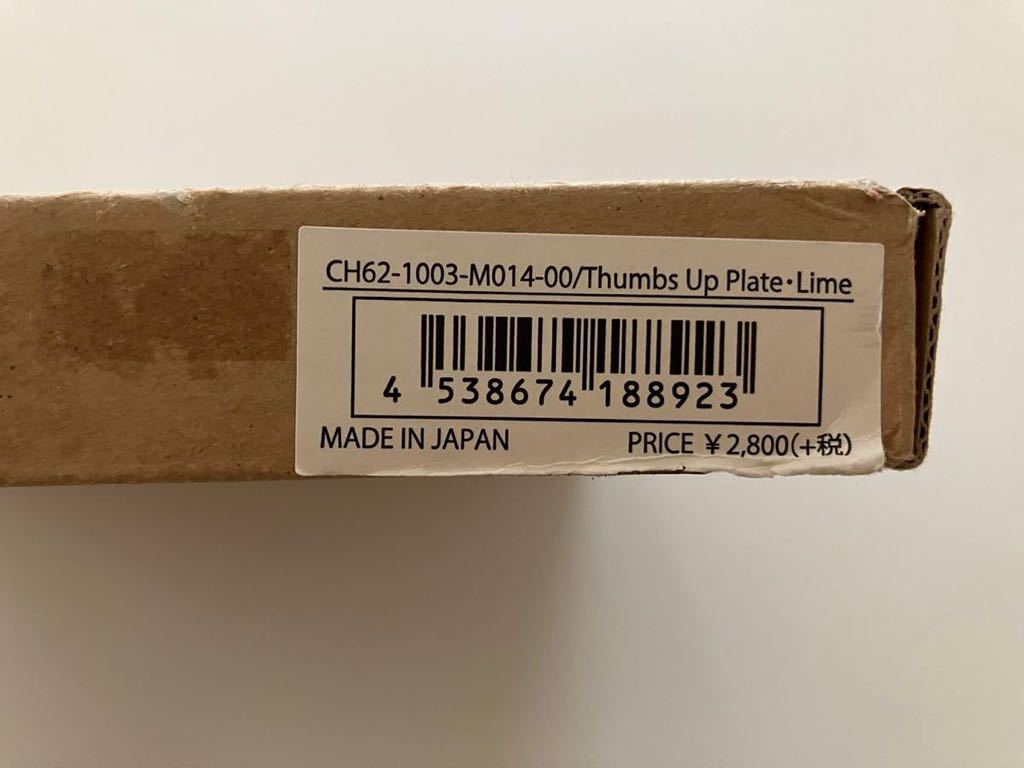 CH62-1003-M014-00/Thumbs Up Plate・Lime
4 538674 188923
MADE IN JAPAN PRICE ￥2,800(+税)